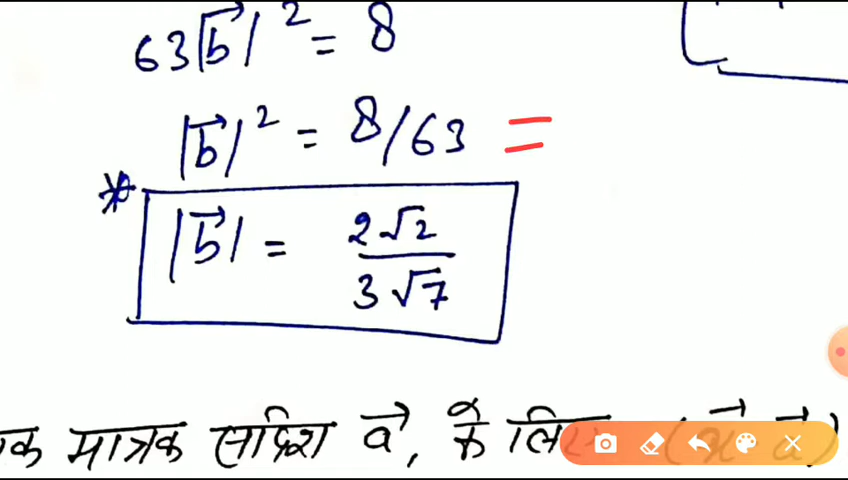 63|b⃗|² = 8
|b⃗|² = 8/63 =
* |b⃗| = 2√2 / 3√7
मात्रक सदिश a⃗, के